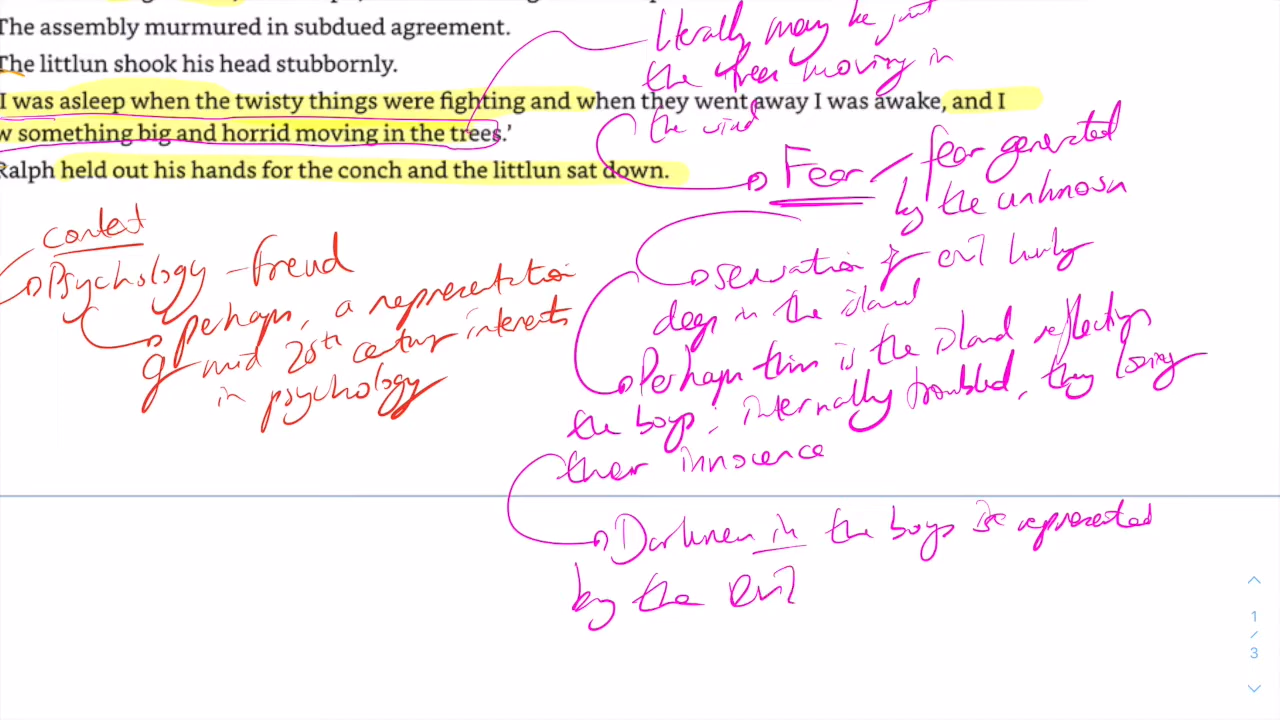 The assembly murmured in subdued agreement.
The littlun shook his head stubbornly.
I was asleep when the twisty things were fighting and when they went away I was awake, and I
w something big and horrid moving in the trees.’
Ralph held out his hands for the conch and the littlun sat down.
literally may be just
the trees moving in
the wind
Fear – fear generated
by the unknown
sensation of evil
deep in the island
Perhaps this is the island reflecting
the boys; internally troubled, they losing
their innocence
Darkness in the boys is represented
by the evil
context
Psychology – Freud
perhaps, a representation
of mid 20th century interests
in psychology
1
/
3